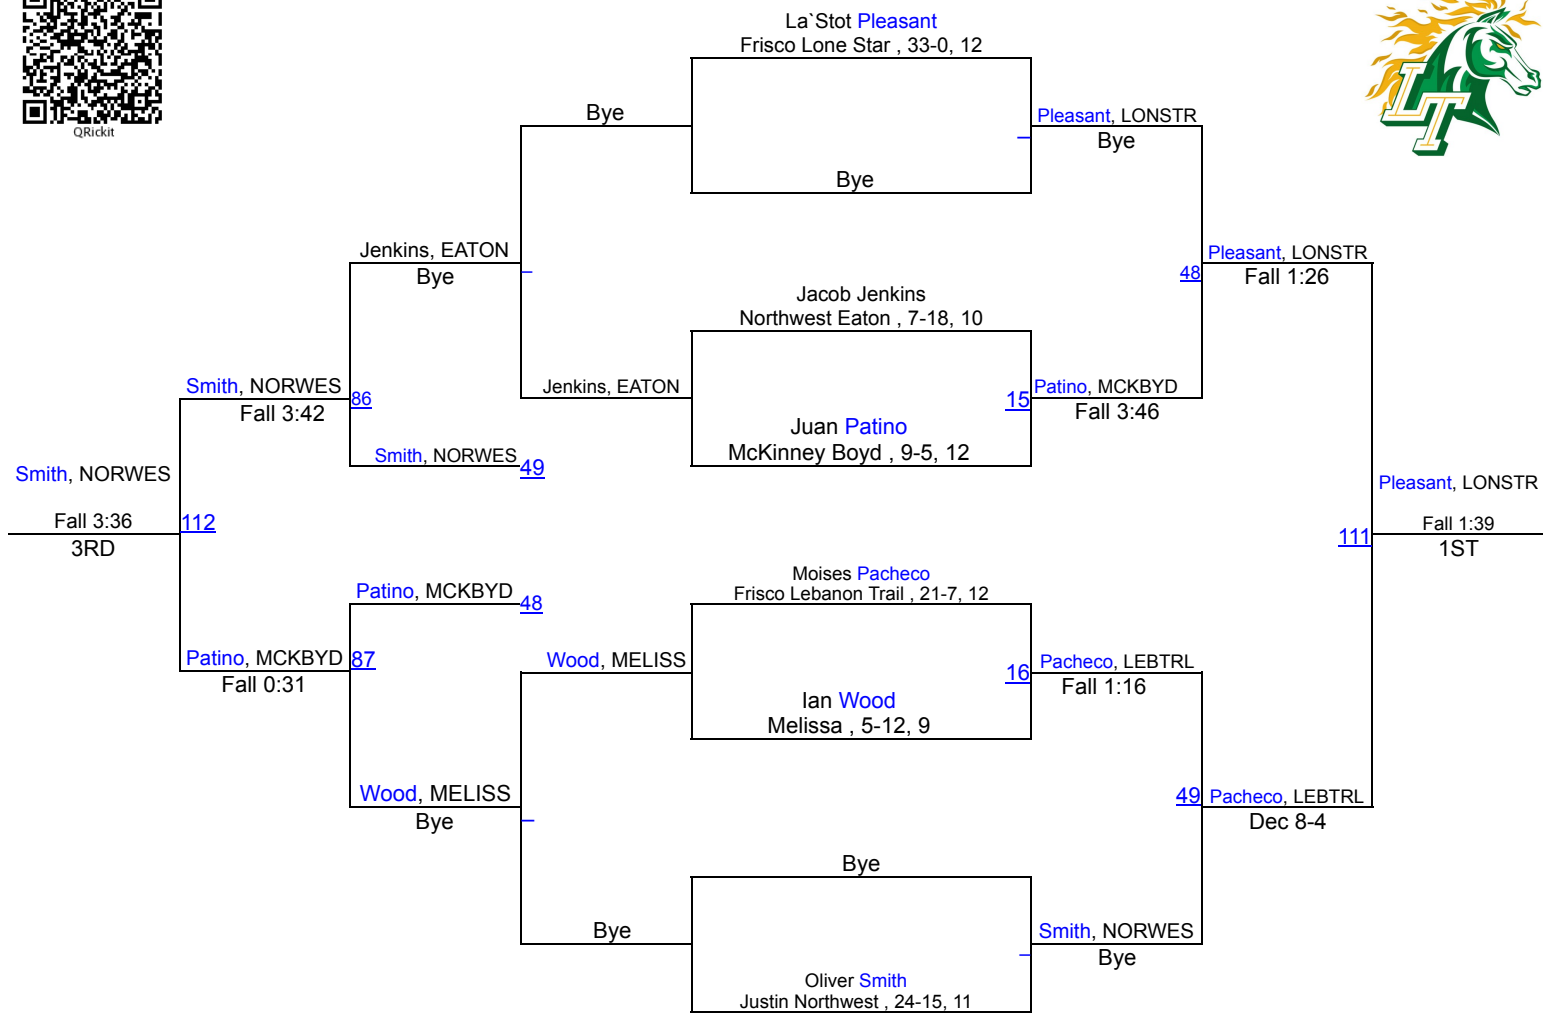 La`Stot Pleasant
Frisco Lone Star , 33-0, 12
QRickit
Bye
Pleasant, LONSTR
Bye
Bye
LT
Jenkins, EATON
Bye
Pleasant, LONSTR
48
Fall 1:26
Jacob Jenkins
Northwest Eaton , 7-18, 10
Smith, NORWES
86
Fall 3:42
Jenkins, EATON
15
Patino, MCKBYD
Fall 3:46
Juan Patino
McKinney Boyd , 9-5, 12
Smith, NORWES
49
Smith, NORWES
Fall 3:36
112
3RD
Pleasant, LONSTR
Fall 1:39
111
1ST
Moises Pacheco
Frisco Lebanon Trail , 21-7, 12
Patino, MCKBYD
48
Patino, MCKBYD
87
Fall 0:31
Wood, MELISS
16
Pacheco, LEBTRL
Fall 1:16
Ian Wood
Melissa , 5-12, 9
Wood, MELISS
Bye
49
Pacheco, LEBTRL
Dec 8-4
Bye
Bye
Smith, NORWES
Bye
Oliver Smith
Justin Northwest , 24-15, 11